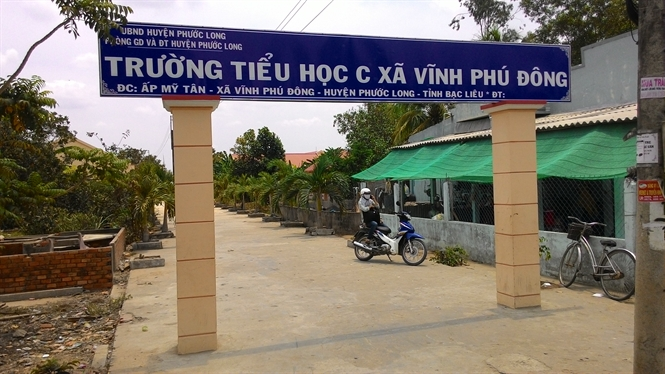 UBND HUYỆN PHƯỚC LONG
PHÒNG GD VÀ ĐT HUYỆN PHƯỚC LONG
TRƯỜNG TIỂU HỌC C XÃ VĨNH PHÚ ĐÔNG
ĐC: ẤP MỸ TÂN - XÃ VĨNH PHÚ ĐÔNG - HUYỆN PHƯỚC LONG - TỈNH BẠC LIÊU * ĐT: